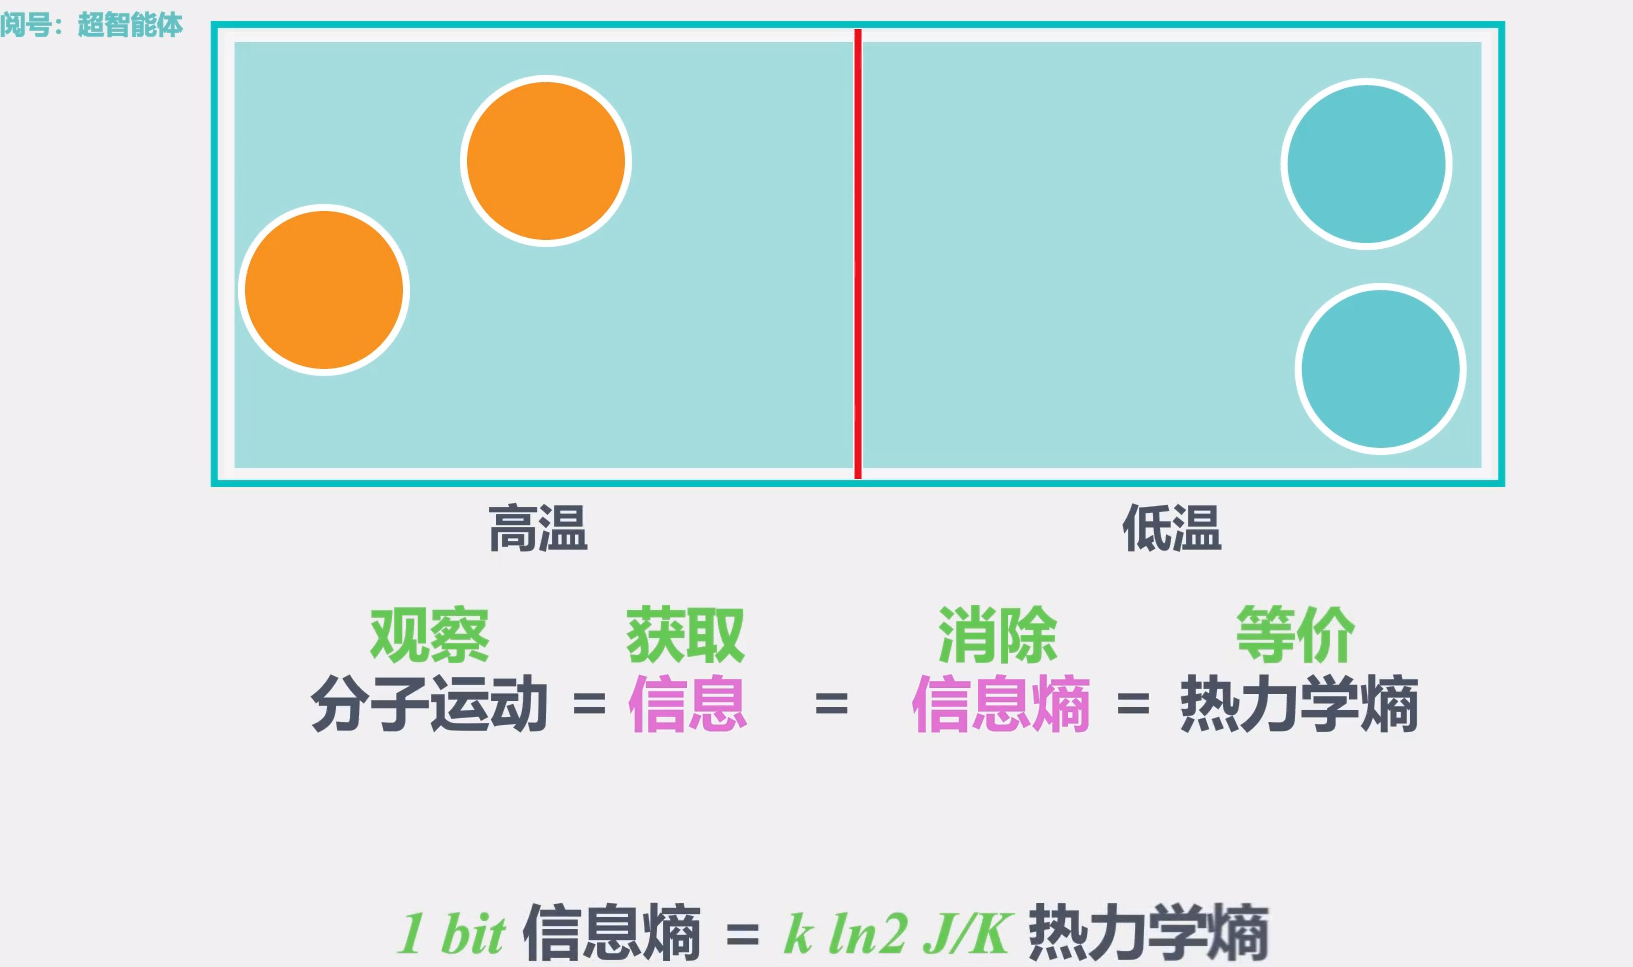 阅号：超智能体
高温 低温
观察 获取 消除 等价
分子运动 = 信息 = 信息熵 = 热力学熵
1 bit 信息熵 = k ln2 J/K 热力学熵